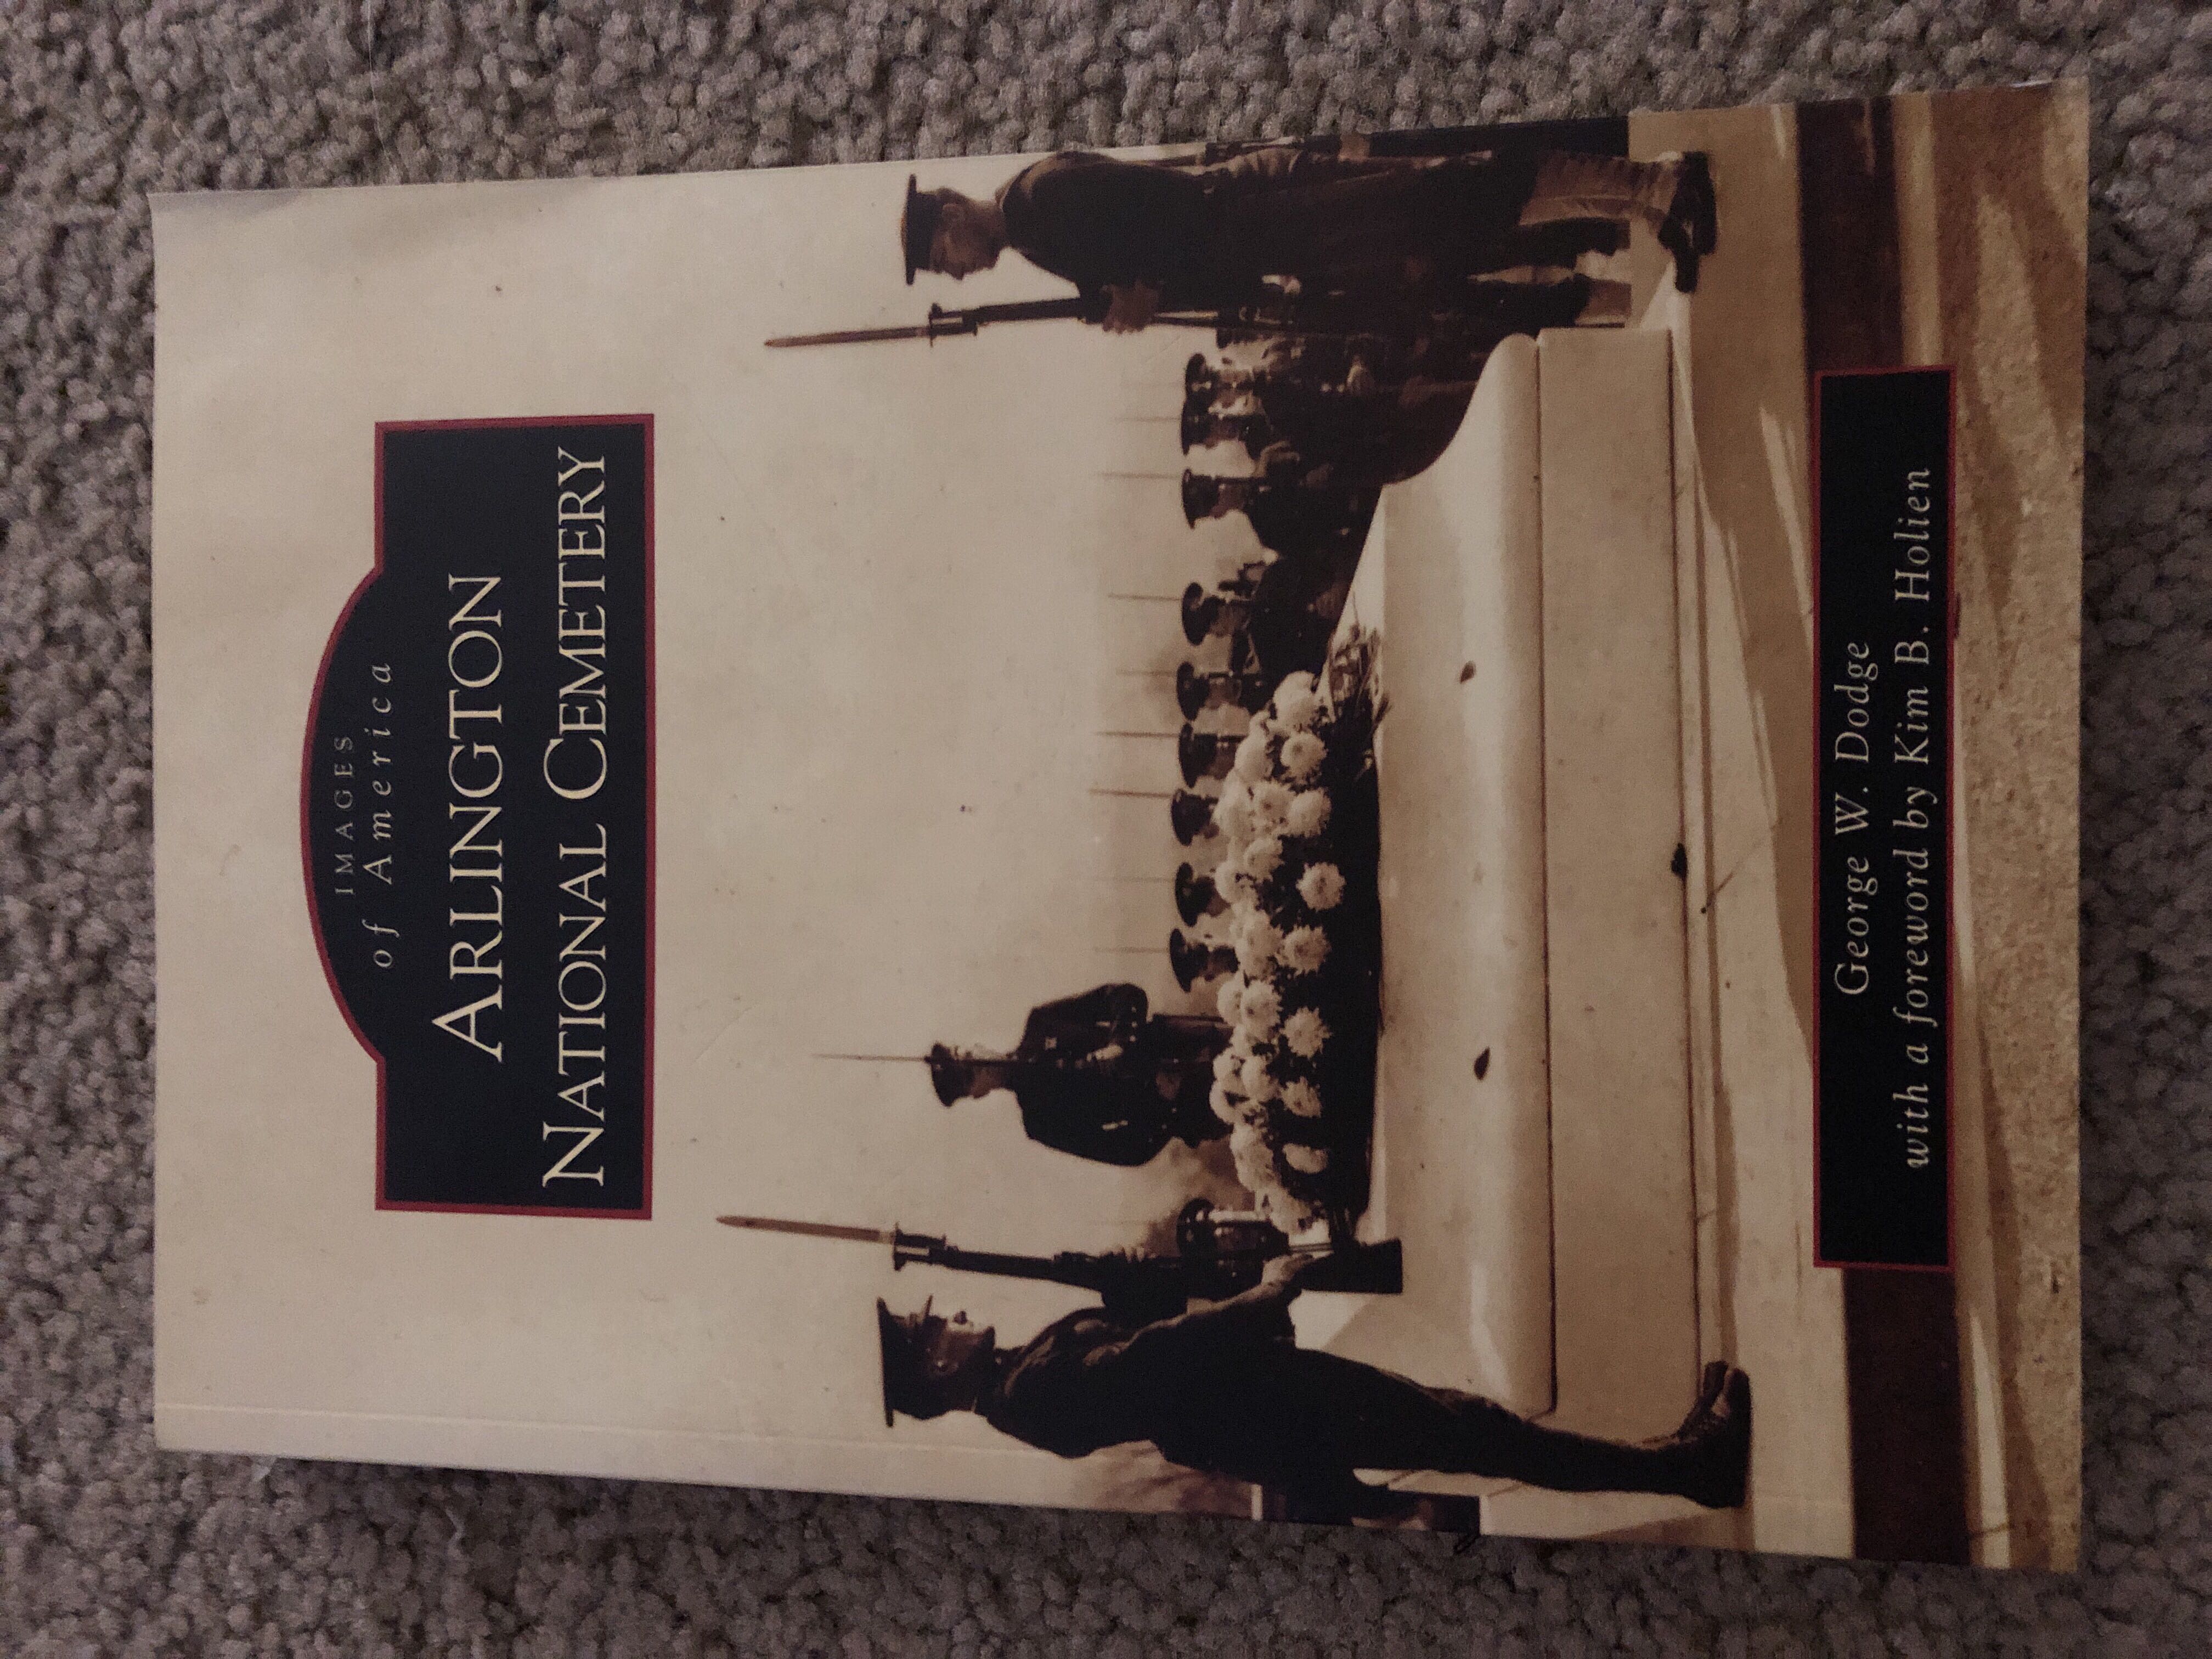 IMAGES
of America
ARLINGTON
NATIONAL CEMETERY
George W. Dodge
with a foreword by Kim B. Holien